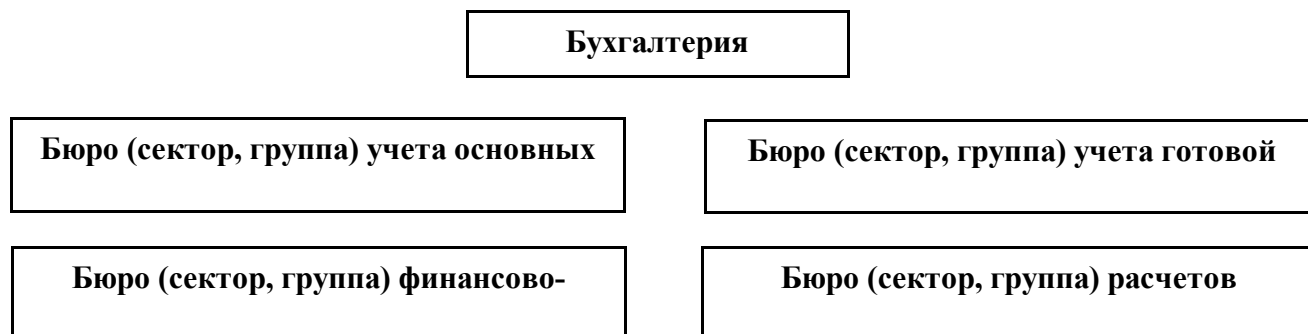 Бухгалтерия
Бюро (сектор, группа) учета основных
Бюро (сектор, группа) учета готовой
Бюро (сектор, группа) финансово-
Бюро (сектор, группа) расчетов